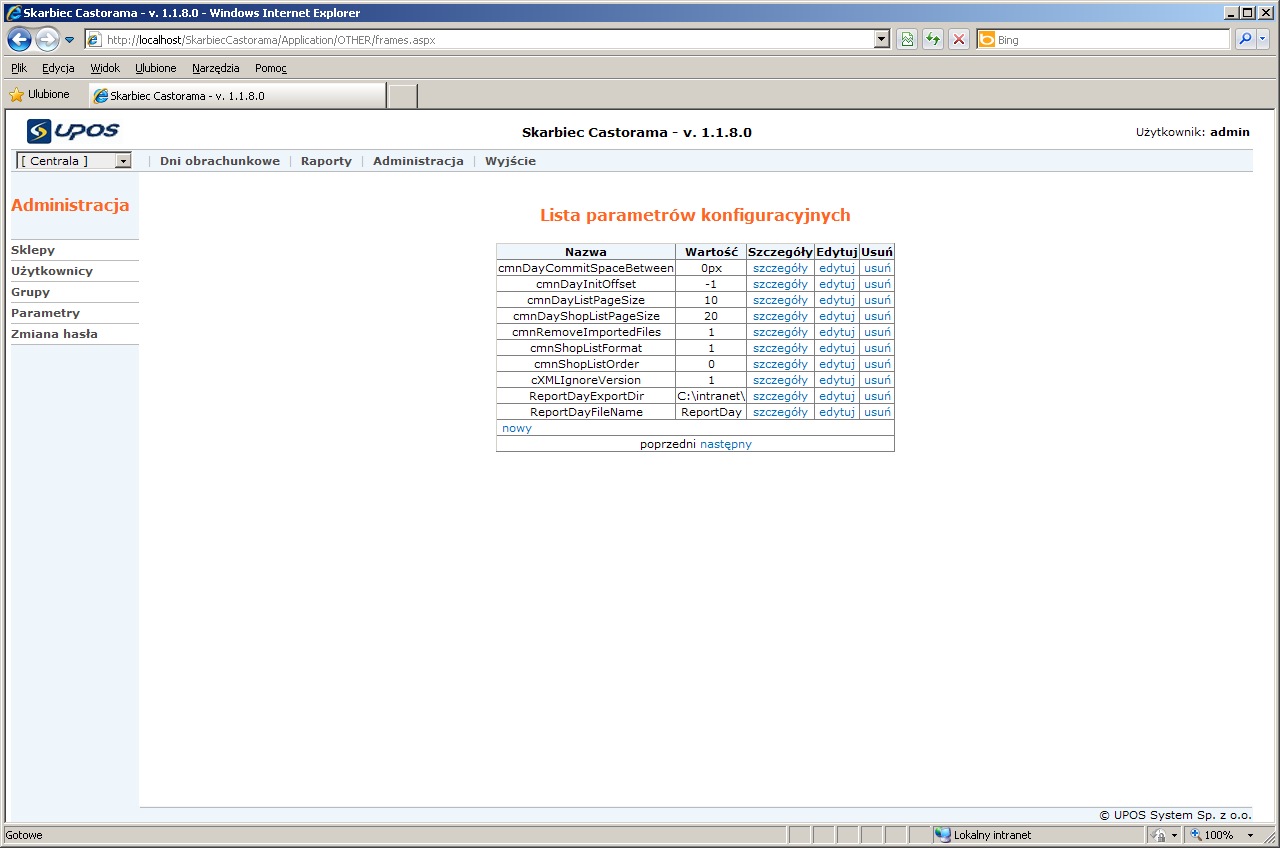 Skarbiec Castorama - v. 1.1.8.0 - Windows Internet Explorer
http://localhost/SkarbiecCastorama/Application/OTHER/frames.aspx
Bing
Plik Edycja Widok Ulubione Narzędzia Pomoc
Ulubione Skarbiec Castorama - v. 1.1.8.0
UPOS Skarbiec Castorama - v. 1.1.8.0 Użytkownik: admin
[ Centrala ] | Dni obrachunkowe | Raporty | Administracja | Wyjście
Administracja
Sklepy
Użytkownicy
Grupy
Parametry
Zmiana hasła
Lista parametrów konfiguracyjnych
Nazwa Wartość Szczegóły Edytuj Usuń
cmnDayCommitSpaceBetween 0px szczegóły edytuj usuń
cmnDayInitOffset -1 szczegóły edytuj usuń
cmnDayListPageSize 10 szczegóły edytuj usuń
cmnDayShopListPageSize 20 szczegóły edytuj usuń
cmnRemoveImportedFiles 1 szczegóły edytuj usuń
cmnShopListFormat 1 szczegóły edytuj usuń
cmnShopListOrder 0 szczegóły edytuj usuń
cXMLIgnoreVersion 1 szczegóły edytuj usuń
ReportDayExportDir C:\intranet\ szczegóły edytuj usuń
ReportDayFileName ReportDay szczegóły edytuj usuń
nowy
poprzedni następny
© UPOS System Sp. z o.o.
Gotowe Lokalny intranet 100%